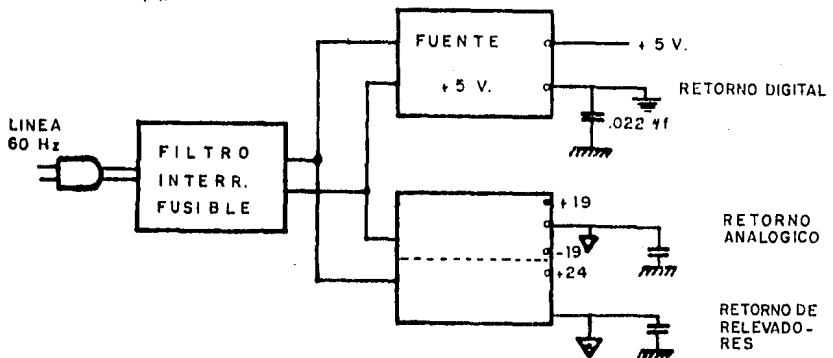 FUENTE
+ 5 V.
+ 5 V.
RETORNO DIGITAL
.022 4f
LINEA
60 Hz
FILTRO
INTERR.
FUSIBLE
+19
RETORNO
ANALOGICO
-19
+24
RETORNO DE
RELEVADO-
RES